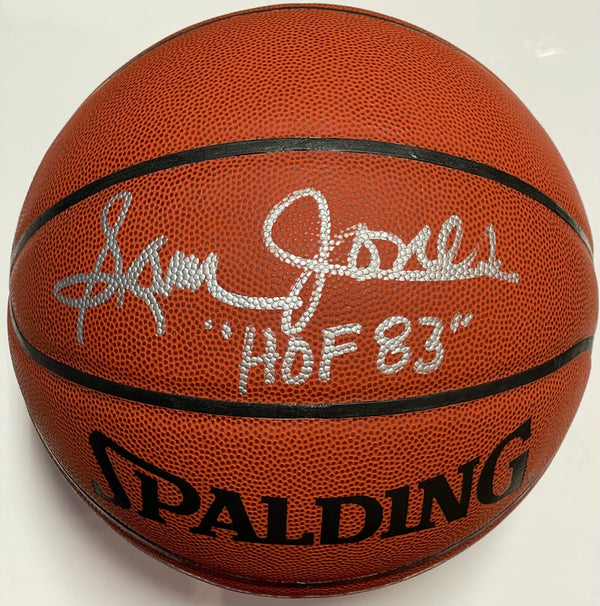 Sam Jones
"HOF 83"
SPALDING